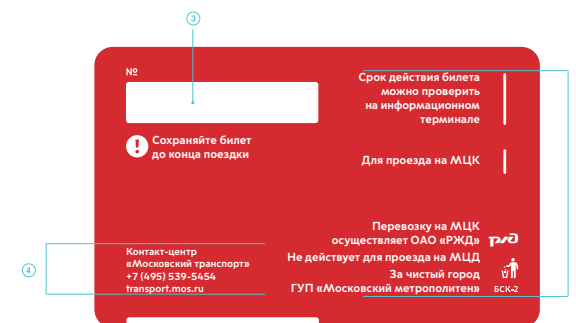 3
№
Срок действия билета
можно проверить
на информационном
терминале
Сохраняйте билет
до конца поездки
Для проезда на МЦК
Перевозку на МЦК
осуществляет ОАО «РЖД»
Не действует для проезда на МЦД
За чистый город
ГУП «Московский метрополитен»
БСК-2
4
Контакт-центр
«Московский транспорт»
+7 (495) 539-5454
transport.mos.ru